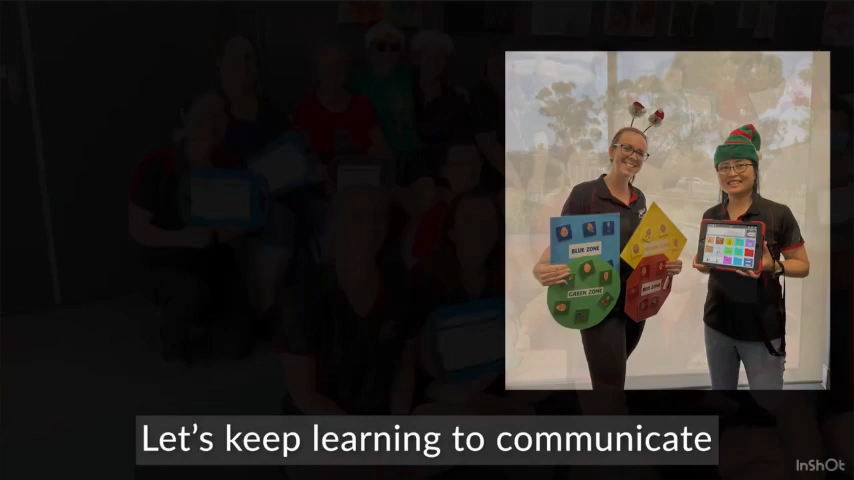 BLUE ZONE
GREEN ZONE
RED ZONE
Let's keep learning to communicate
InShOt